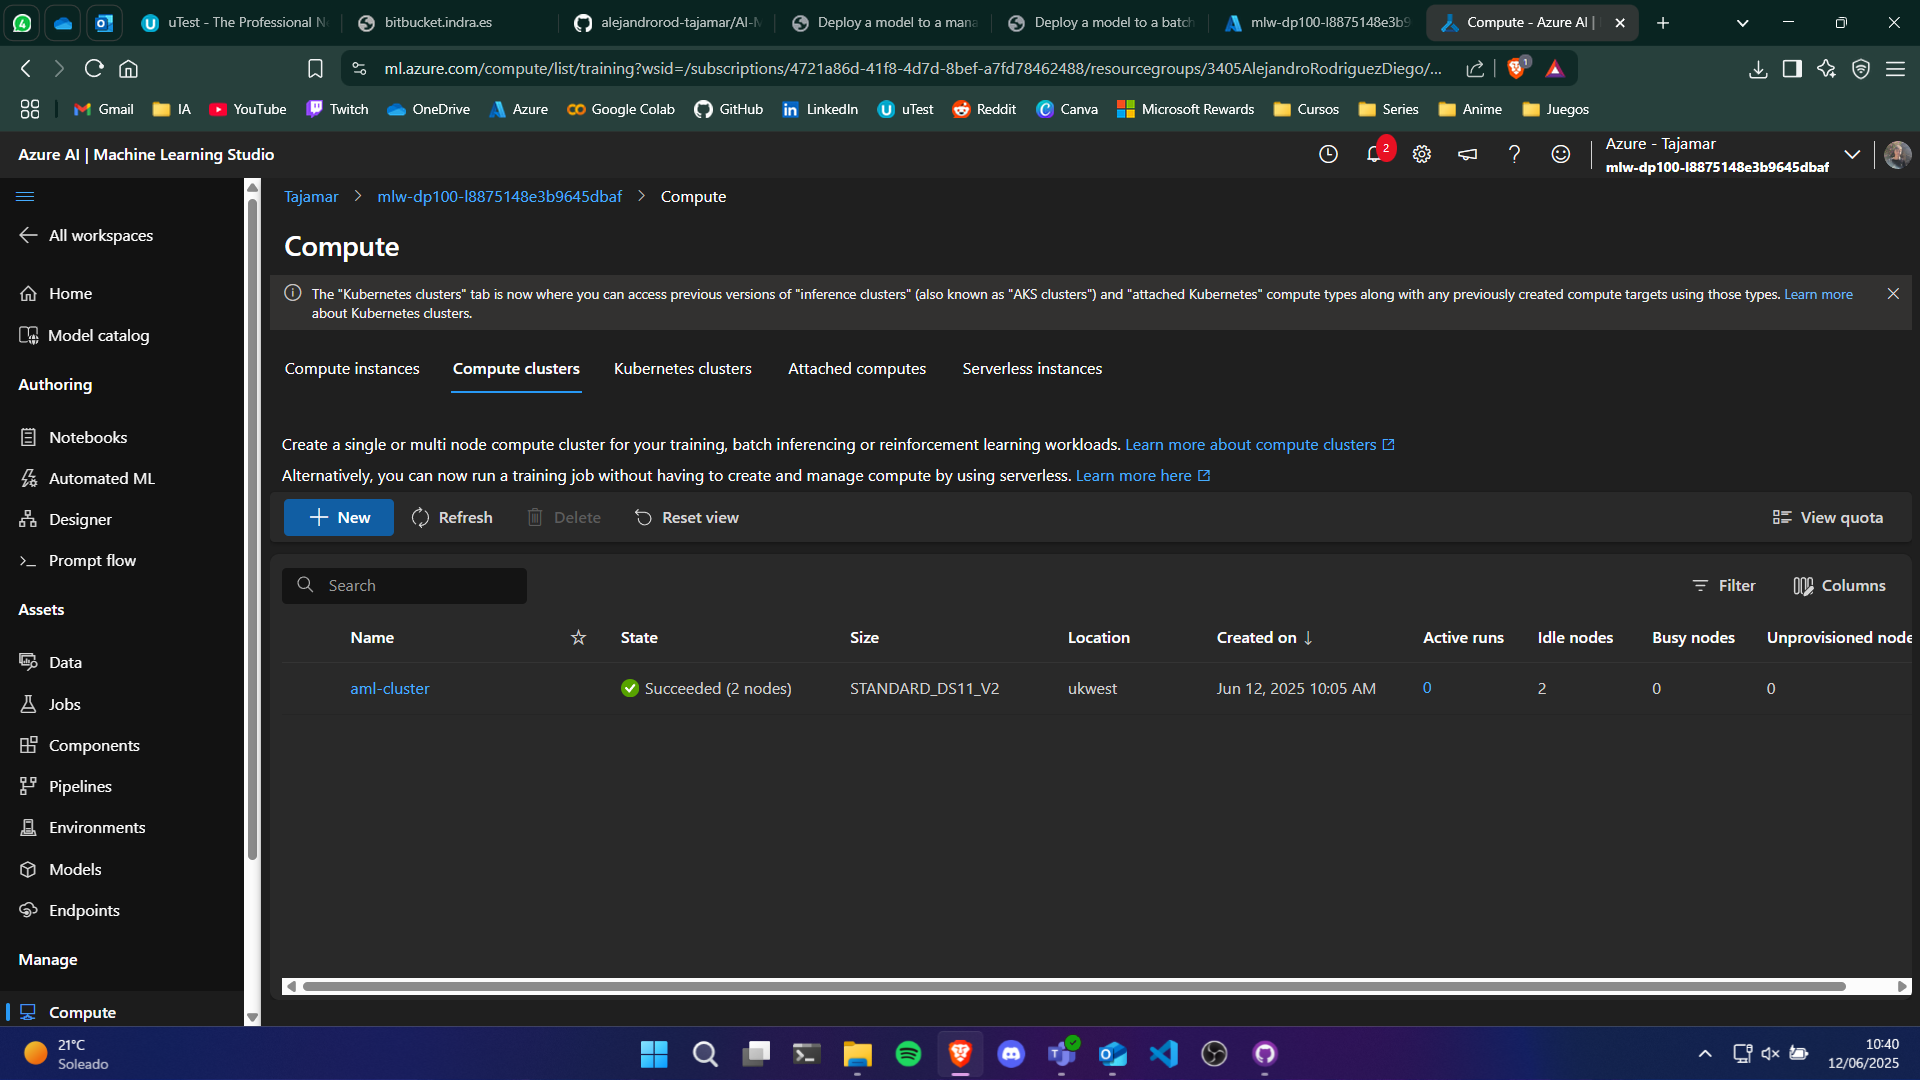 uTest - The Professional N
bitbucket.indra.es
alejandrorod-tajamar/AI-M
Deploy a model to a mana
Deploy a model to a batch
mlw-dp100-l8875148e3b9
Compute - Azure AI |
ml.azure.com/compute/list/training?wsid=/subscriptions/4721a86d-41f8-4d7d-8bef-a7fd78462488/resourcegroups/3405AlejandroRodriguezDiego/...
1
Gmail
IA
YouTube
Twitch
OneDrive
Azure
Google Colab
GitHub
LinkedIn
uTest
Reddit
Canva
Microsoft Rewards
Cursos
Series
Anime
Juegos
Azure AI | Machine Learning Studio
2
Azure - Tajamar
mlw-dp100-l8875148e3b9645dbaf
All workspaces
Home
Model catalog
Authoring
Notebooks
Automated ML
Designer
Prompt flow
Assets
Data
Jobs
Components
Pipelines
Environments
Models
Endpoints
Manage
Compute
Tajamar > mlw-dp100-l8875148e3b9645dbaf > Compute
Compute
The "Kubernetes clusters" tab is now where you can access previous versions of "inference clusters" (also known as "AKS clusters") and "attached Kubernetes" compute types along with any previously created compute targets using those types. Learn more
about Kubernetes clusters.
Compute instances
Compute clusters
Kubernetes clusters
Attached computes
Serverless instances
Create a single or multi node compute cluster for your training, batch inferencing or reinforcement learning workloads. Learn more about compute clusters
Alternatively, you can now run a training job without having to create and manage compute by using serverless. Learn more here
New
Refresh
Delete
Reset view
View quota
Search
Filter
Columns
Name State Size Location Created on ↓ Active runs Idle nodes Busy nodes Unprovisioned node
aml-cluster Succeeded (2 nodes) STANDARD_DS11_V2 ukwest Jun 12, 2025 10:05 AM 0 2 0 0
21°C
Soleado
10:40
12/06/2025